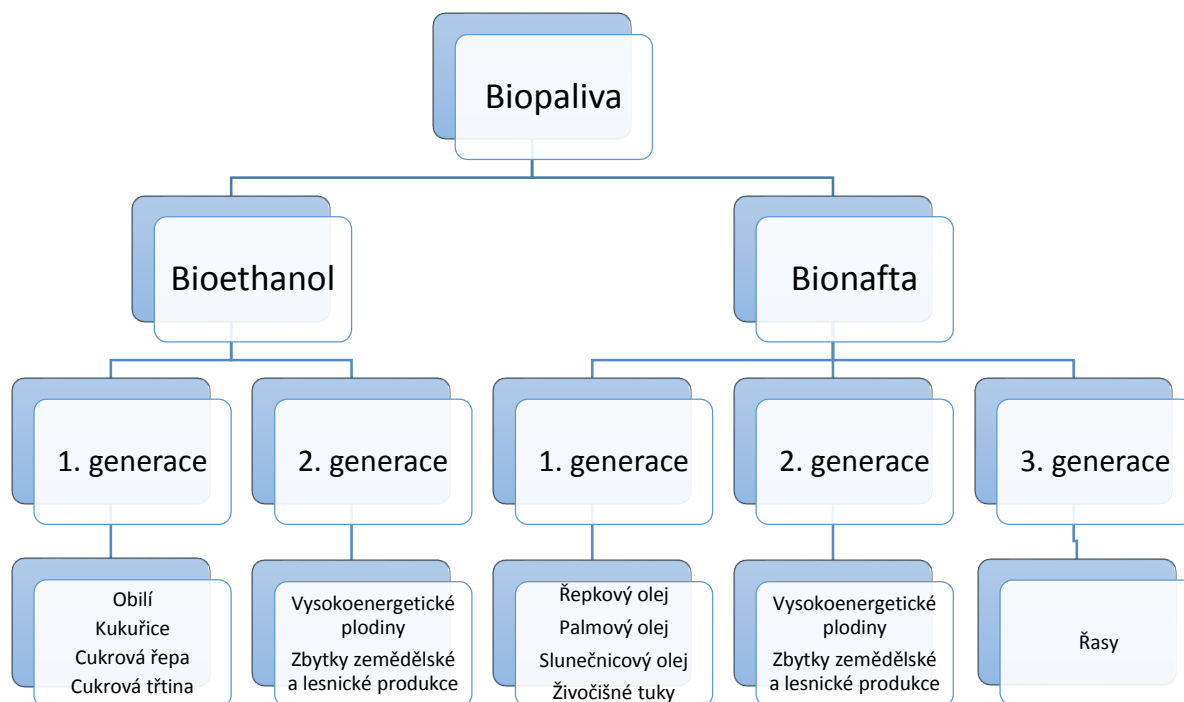 Biopaliva
Bioethanol
Bionafta
1. generace
2. generace
1. generace
2. generace
3. generace
Obilí
Kukuřice
Cukrová řepa
Cukrová třtina
Vysokoenergetické
plodiny
Zbytky zemědělské
a lesnické produkce
Řepkový olej
Palmový olej
Slunečnicový olej
Živočišné tuky
Vysokoenergetické
plodiny
Zbytky zemědělské
a lesnické produkce
Řasy